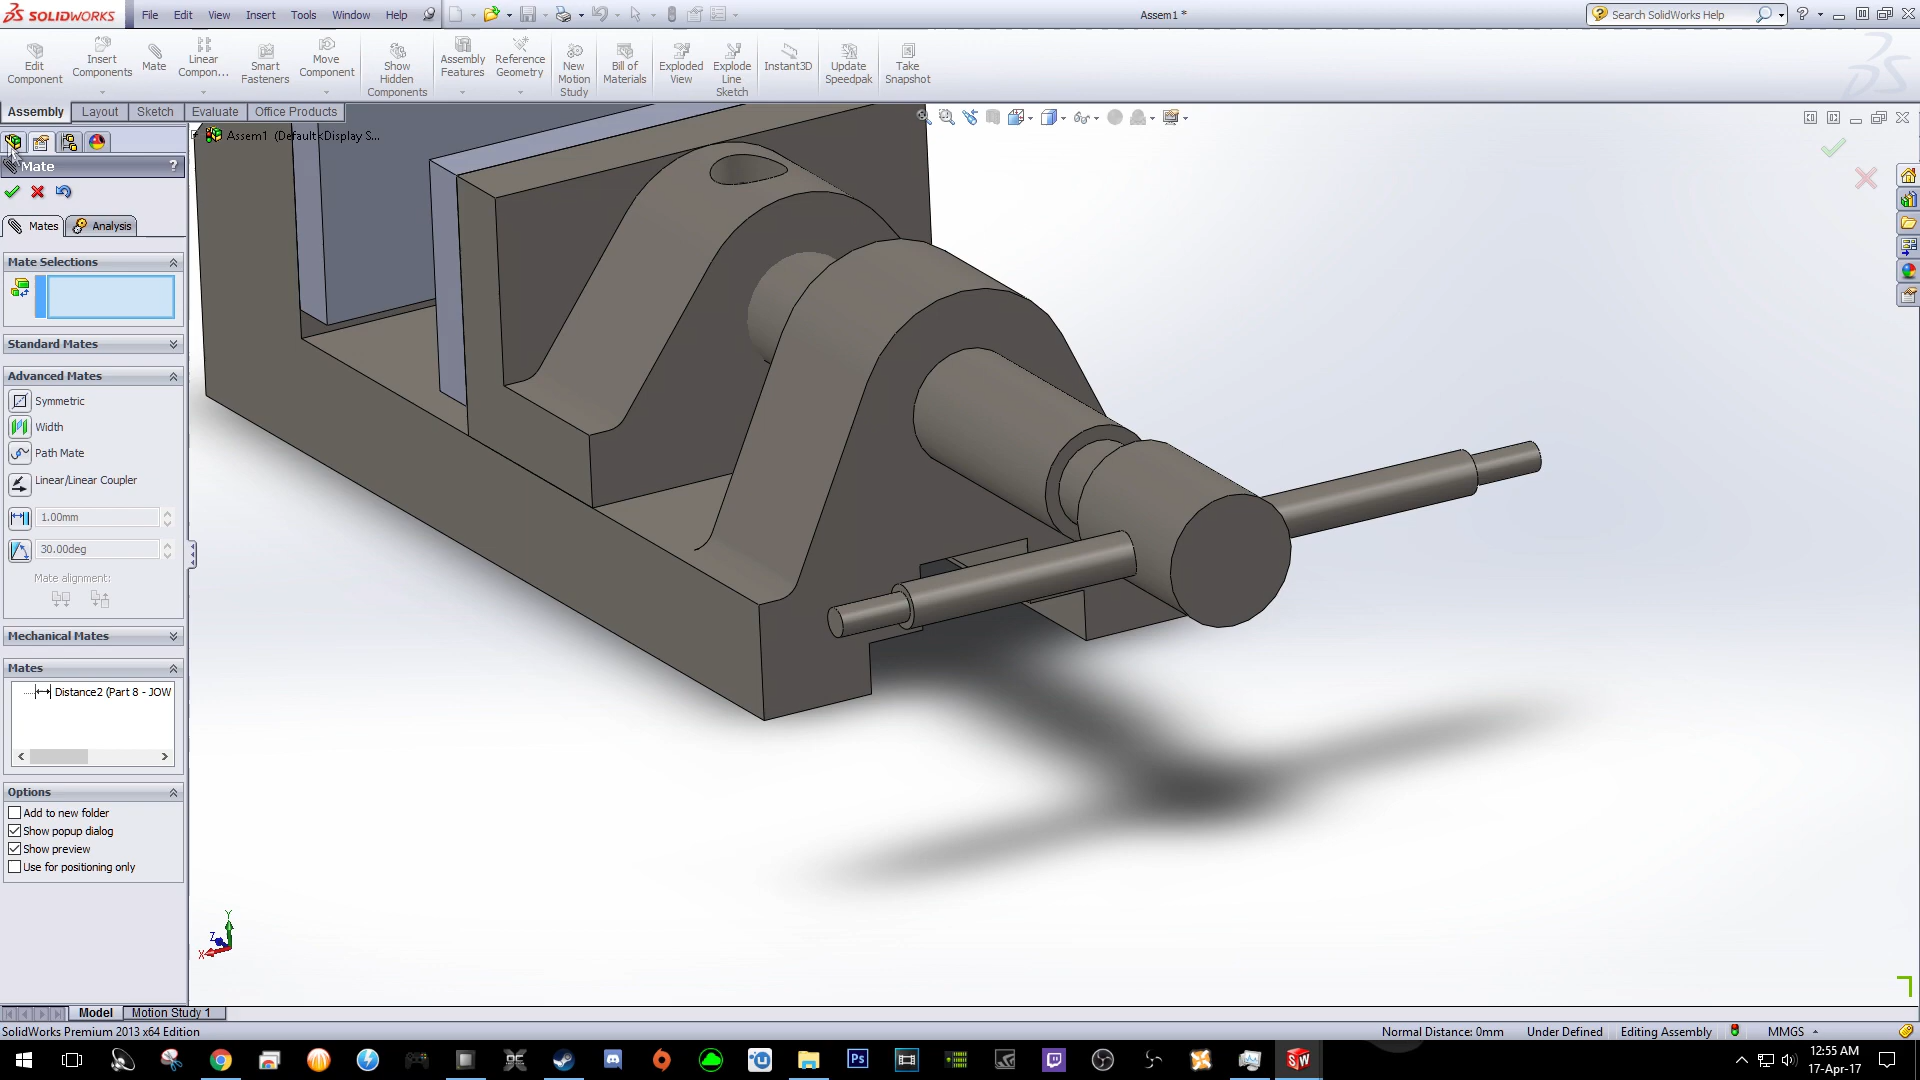 SOLIDWORKS File Edit View Insert Tools Window Help Assem1 * Search SolidWorks Help
Edit Component
Insert Components
Mate
Linear Compon...
Smart Fasteners
Move Component
Show Hidden Components
Assembly Features
Reference Geometry
New Motion Study
Bill of Materials
Exploded View
Explode Line Sketch
Instant3D
Update Speedpak
Take Snapshot
Assembly Layout Sketch Evaluate Office Products
Assem1 (Default<Display S...
Mate ?
Mates Analysis
Mate Selections
Standard Mates
Advanced Mates
Symmetric
Width
Path Mate
Linear/Linear Coupler
1.00mm
30.00deg
Mate alignment:
Mechanical Mates
Mates
Distance2 (Part 8 - JOW
Options
Add to new folder
Show popup dialog
Show preview
Use for positioning only
Y
Z
X
Model Motion Study 1
SolidWorks Premium 2013 x64 Edition Normal Distance: 0mm Under Defined Editing Assembly MMGS
Ps SW 12:55 AM
17-Apr-17